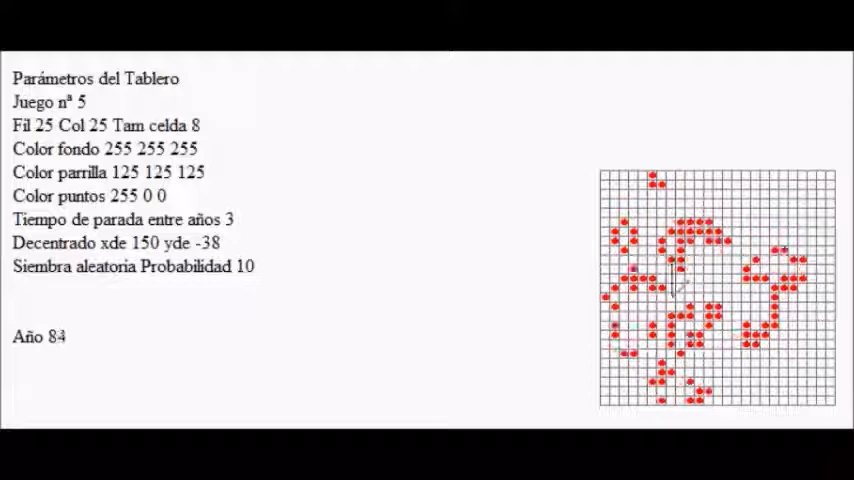 Parámetros del Tablero
Juego nª 5
Fil 25 Col 25 Tam celda 8
Color fondo 255 255 255
Color parrilla 125 125 125
Color puntos 255 0 0
Tiempo de parada entre años 3
Decentrado xde 150 yde -38
Siembra aleatoria Probabilidad 10
Año